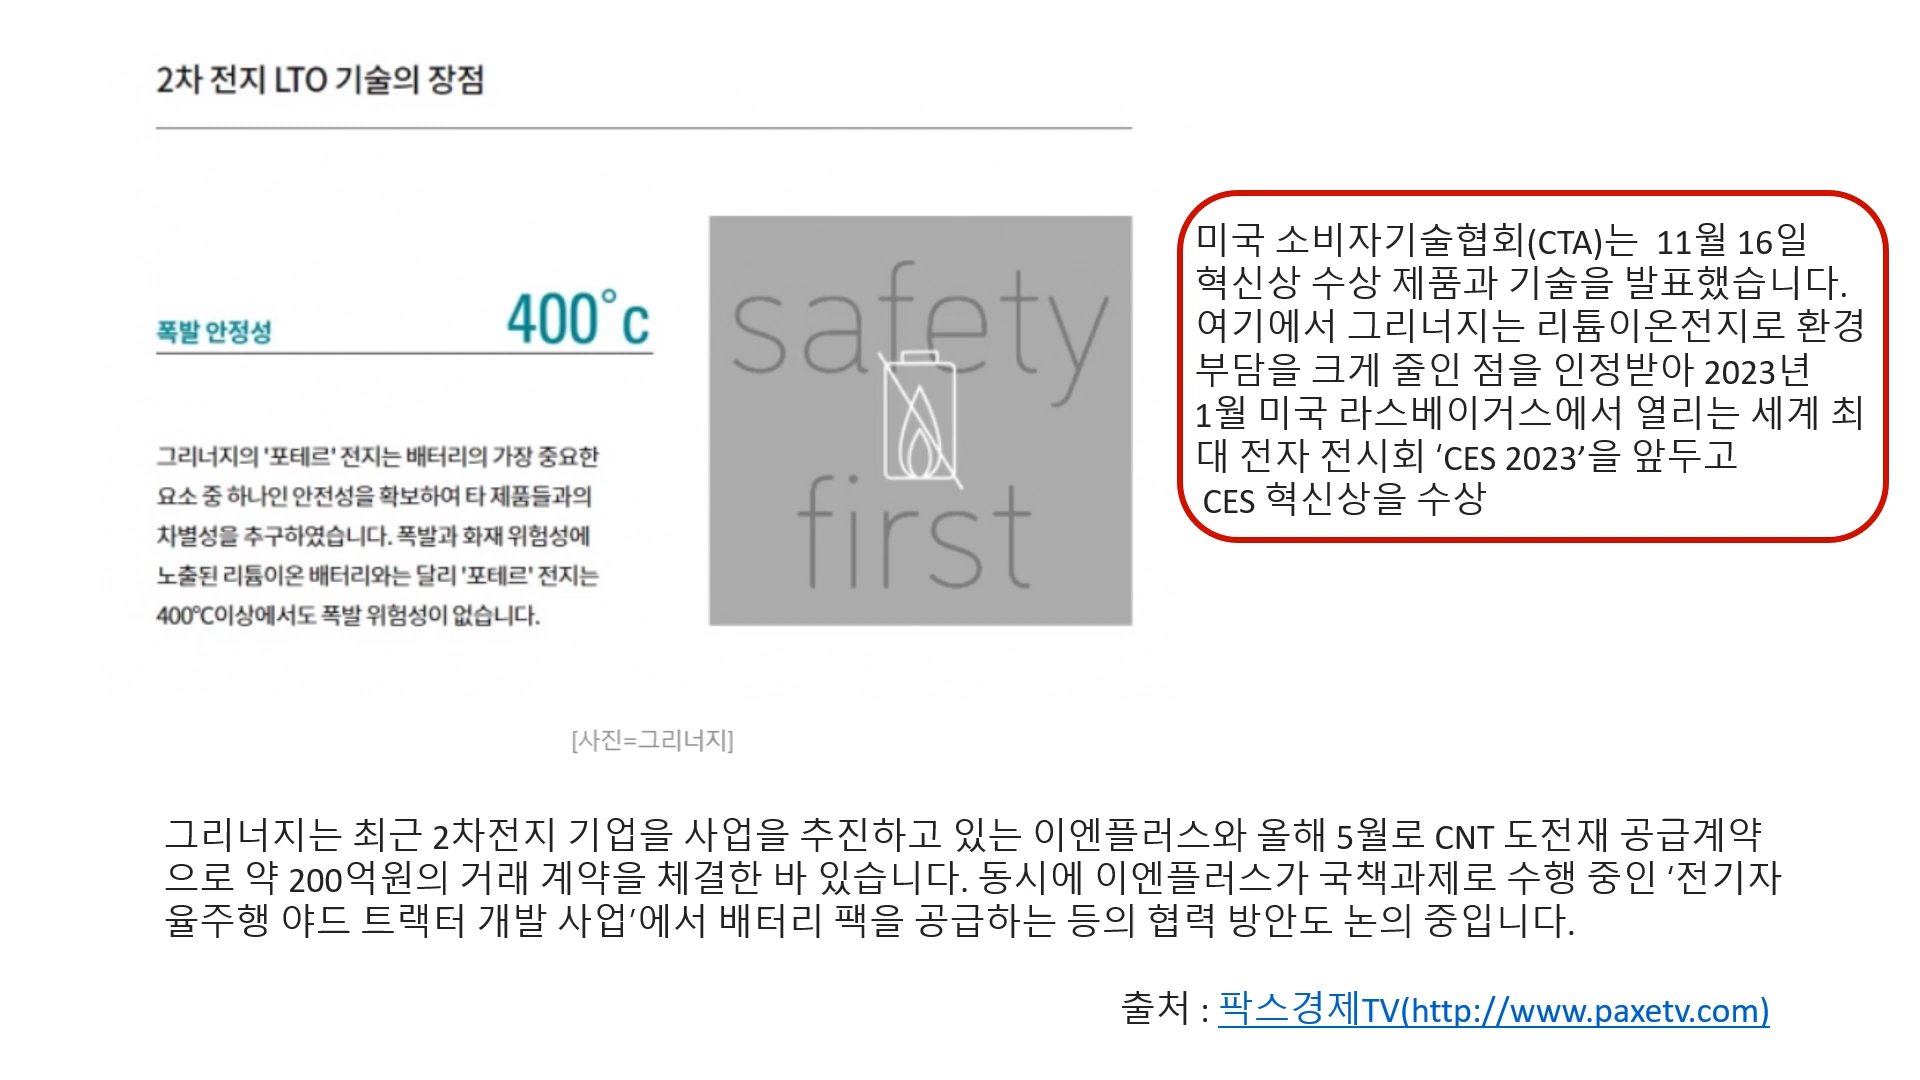 2차 전지 LTO 기술의 장점
폭발 안정성
400°c
그리너지의 '포테르' 전지는 배터리의 가장 중요한
요소 중 하나인 안전성을 확보하여 타 제품들과의
차별성을 추구하였습니다. 폭발과 화재 위험성에
노출된 리튬이온 배터리와는 달리 '포테르' 전지는
400℃이상에서도 폭발 위험성이 없습니다.
safety
first
미국 소비자기술협회(CTA)는 11월 16일
혁신상 수상 제품과 기술을 발표했습니다.
여기에서 그리너지는 리튬이온전지로 환경
부담을 크게 줄인 점을 인정받아 2023년
1월 미국 라스베이거스에서 열리는 세계 최
대 전자 전시회 ‘CES 2023’을 앞두고
CES 혁신상을 수상
[사진=그리너지]
그리너지는 최근 2차전지 기업을 사업을 추진하고 있는 이엔플러스와 올해 5월로 CNT 도전재 공급계약
으로 약 200억원의 거래 계약을 체결한 바 있습니다. 동시에 이엔플러스가 국책과제로 수행 중인 ‘전기자
율주행 야드 트랙터 개발 사업’에서 배터리 팩을 공급하는 등의 협력 방안도 논의 중입니다.
출처 : 팍스경제TV(http://www.paxetv.com)